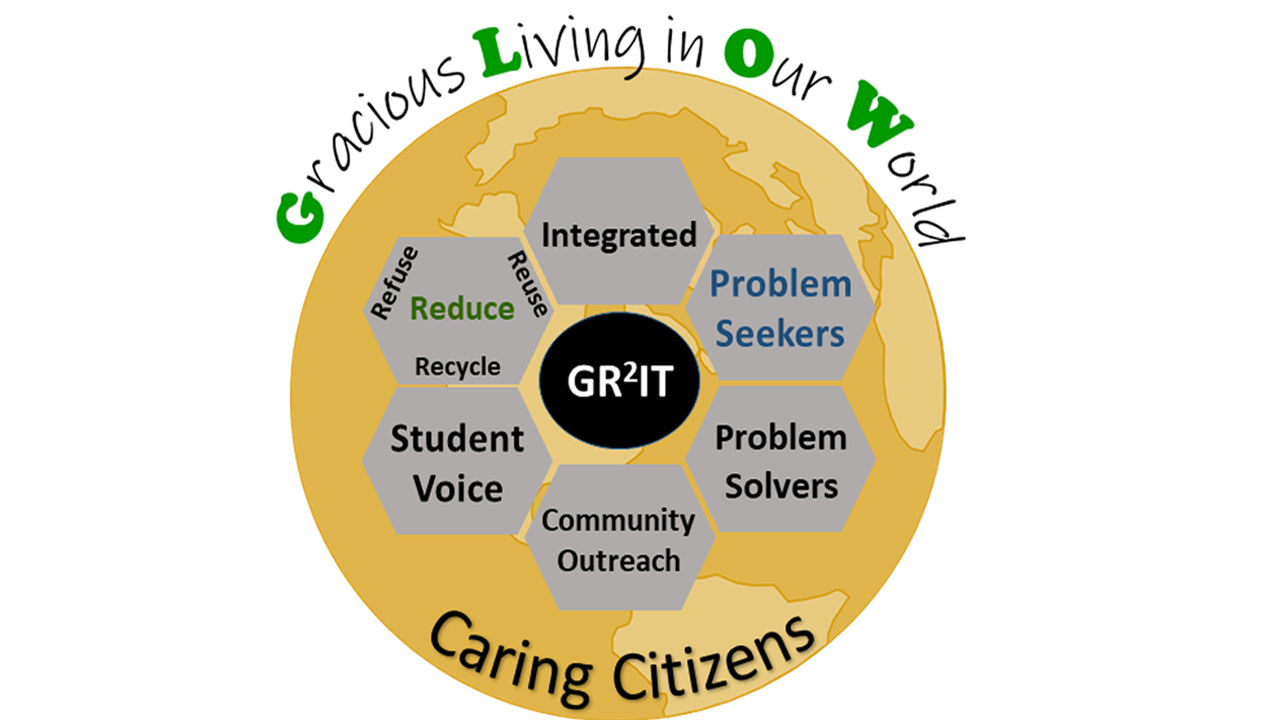 Gracious Living in Our World
Integrated
Refuse
Reuse
Reduce
Recycle
Problem
Seekers
GR²IT
Student
Voice
Problem
Solvers
Community
Outreach
Caring Citizens